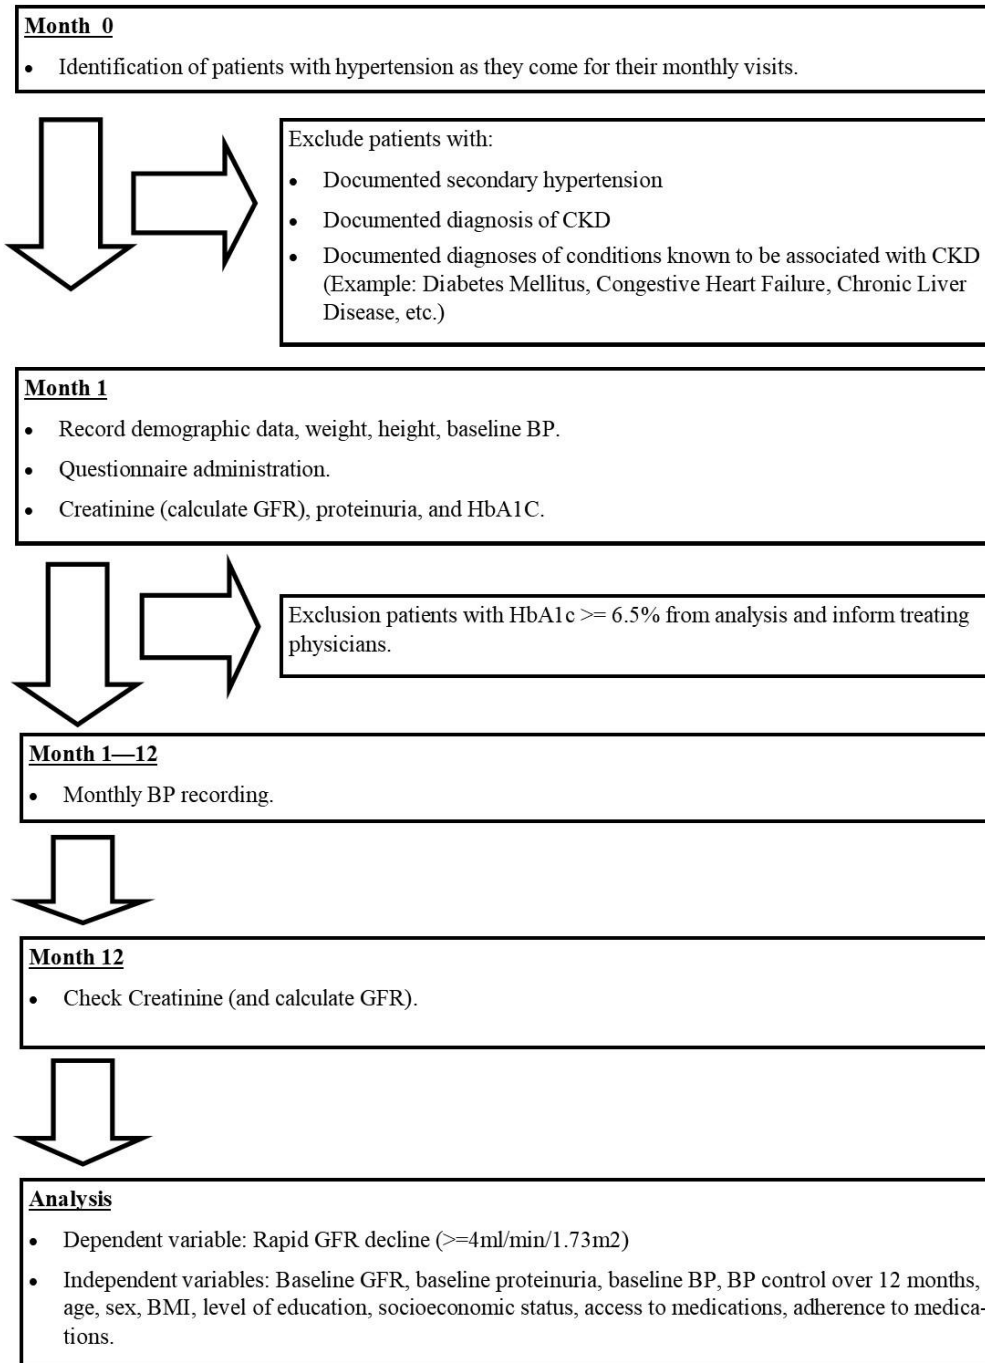 Month  0
• Identification of patients with hypertension as they come for their monthly visits.
Exclude patients with:
• Documented secondary hypertension
• Documented diagnosis of CKD
• Documented diagnoses of conditions known to be associated with CKD
(Example: Diabetes Mellitus, Congestive Heart Failure, Chronic Liver
Disease, etc.)
Month 1
• Record demographic data, weight, height, baseline BP.
• Questionnaire administration.
• Creatinine (calculate GFR), proteinuria, and HbA1C.
Exclusion patients with HbA1c >= 6.5% from analysis and inform treating
physicians.
Month 1—12
• Monthly BP recording.
Month 12
• Check Creatinine (and calculate GFR).
Analysis
• Dependent variable: Rapid GFR decline (>=4ml/min/1.73m2)
• Independent variables: Baseline GFR, baseline proteinuria, baseline BP, BP control over 12 months,
age, sex, BMI, level of education, socioeconomic status, access to medications, adherence to medica-
tions.